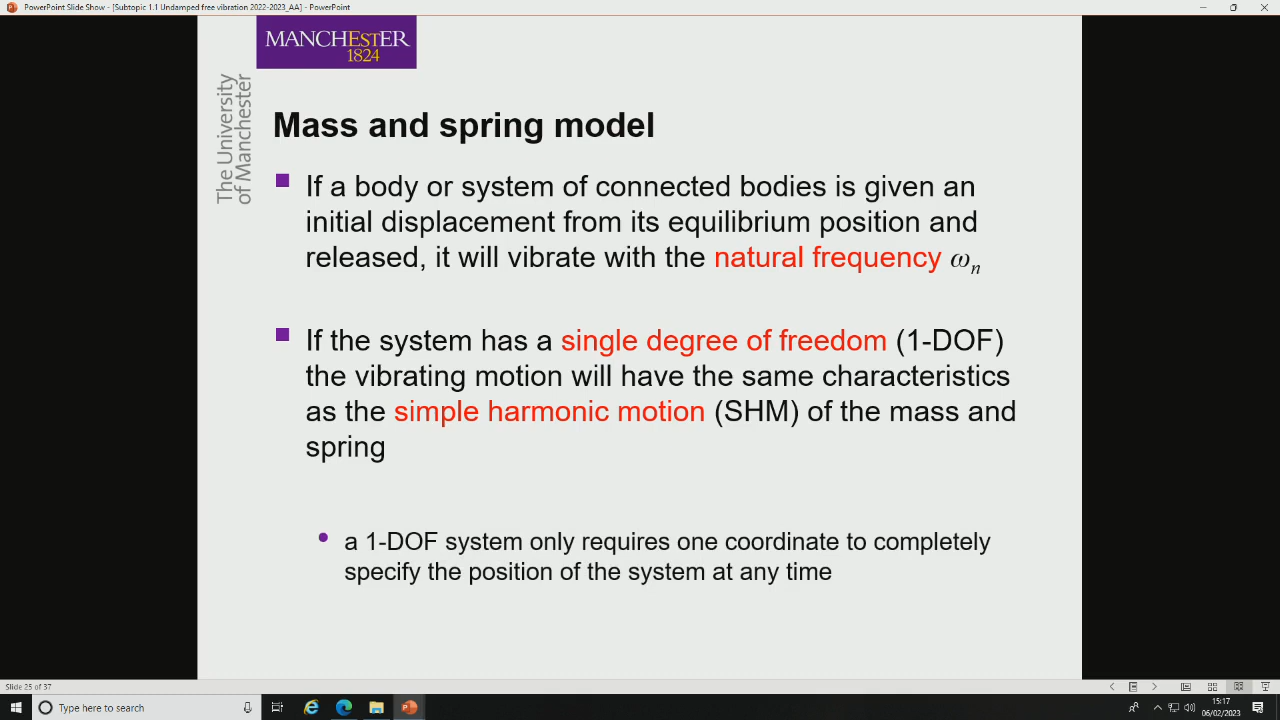 PowerPoint Slide Show - [Subtopic 1.1 Undamped free vibration 2022-2023_AA] - PowerPoint
MANCHESTER
1824
The University
of Manchester
Mass and spring model
If a body or system of connected bodies is given an
initial displacement from its equilibrium position and
released, it will vibrate with the natural frequency ωn
If the system has a single degree of freedom (1-DOF)
the vibrating motion will have the same characteristics
as the simple harmonic motion (SHM) of the mass and
spring
a 1-DOF system only requires one coordinate to completely
specify the position of the system at any time
Slide 25 of 37
Type here to search
15:17
06/02/2023